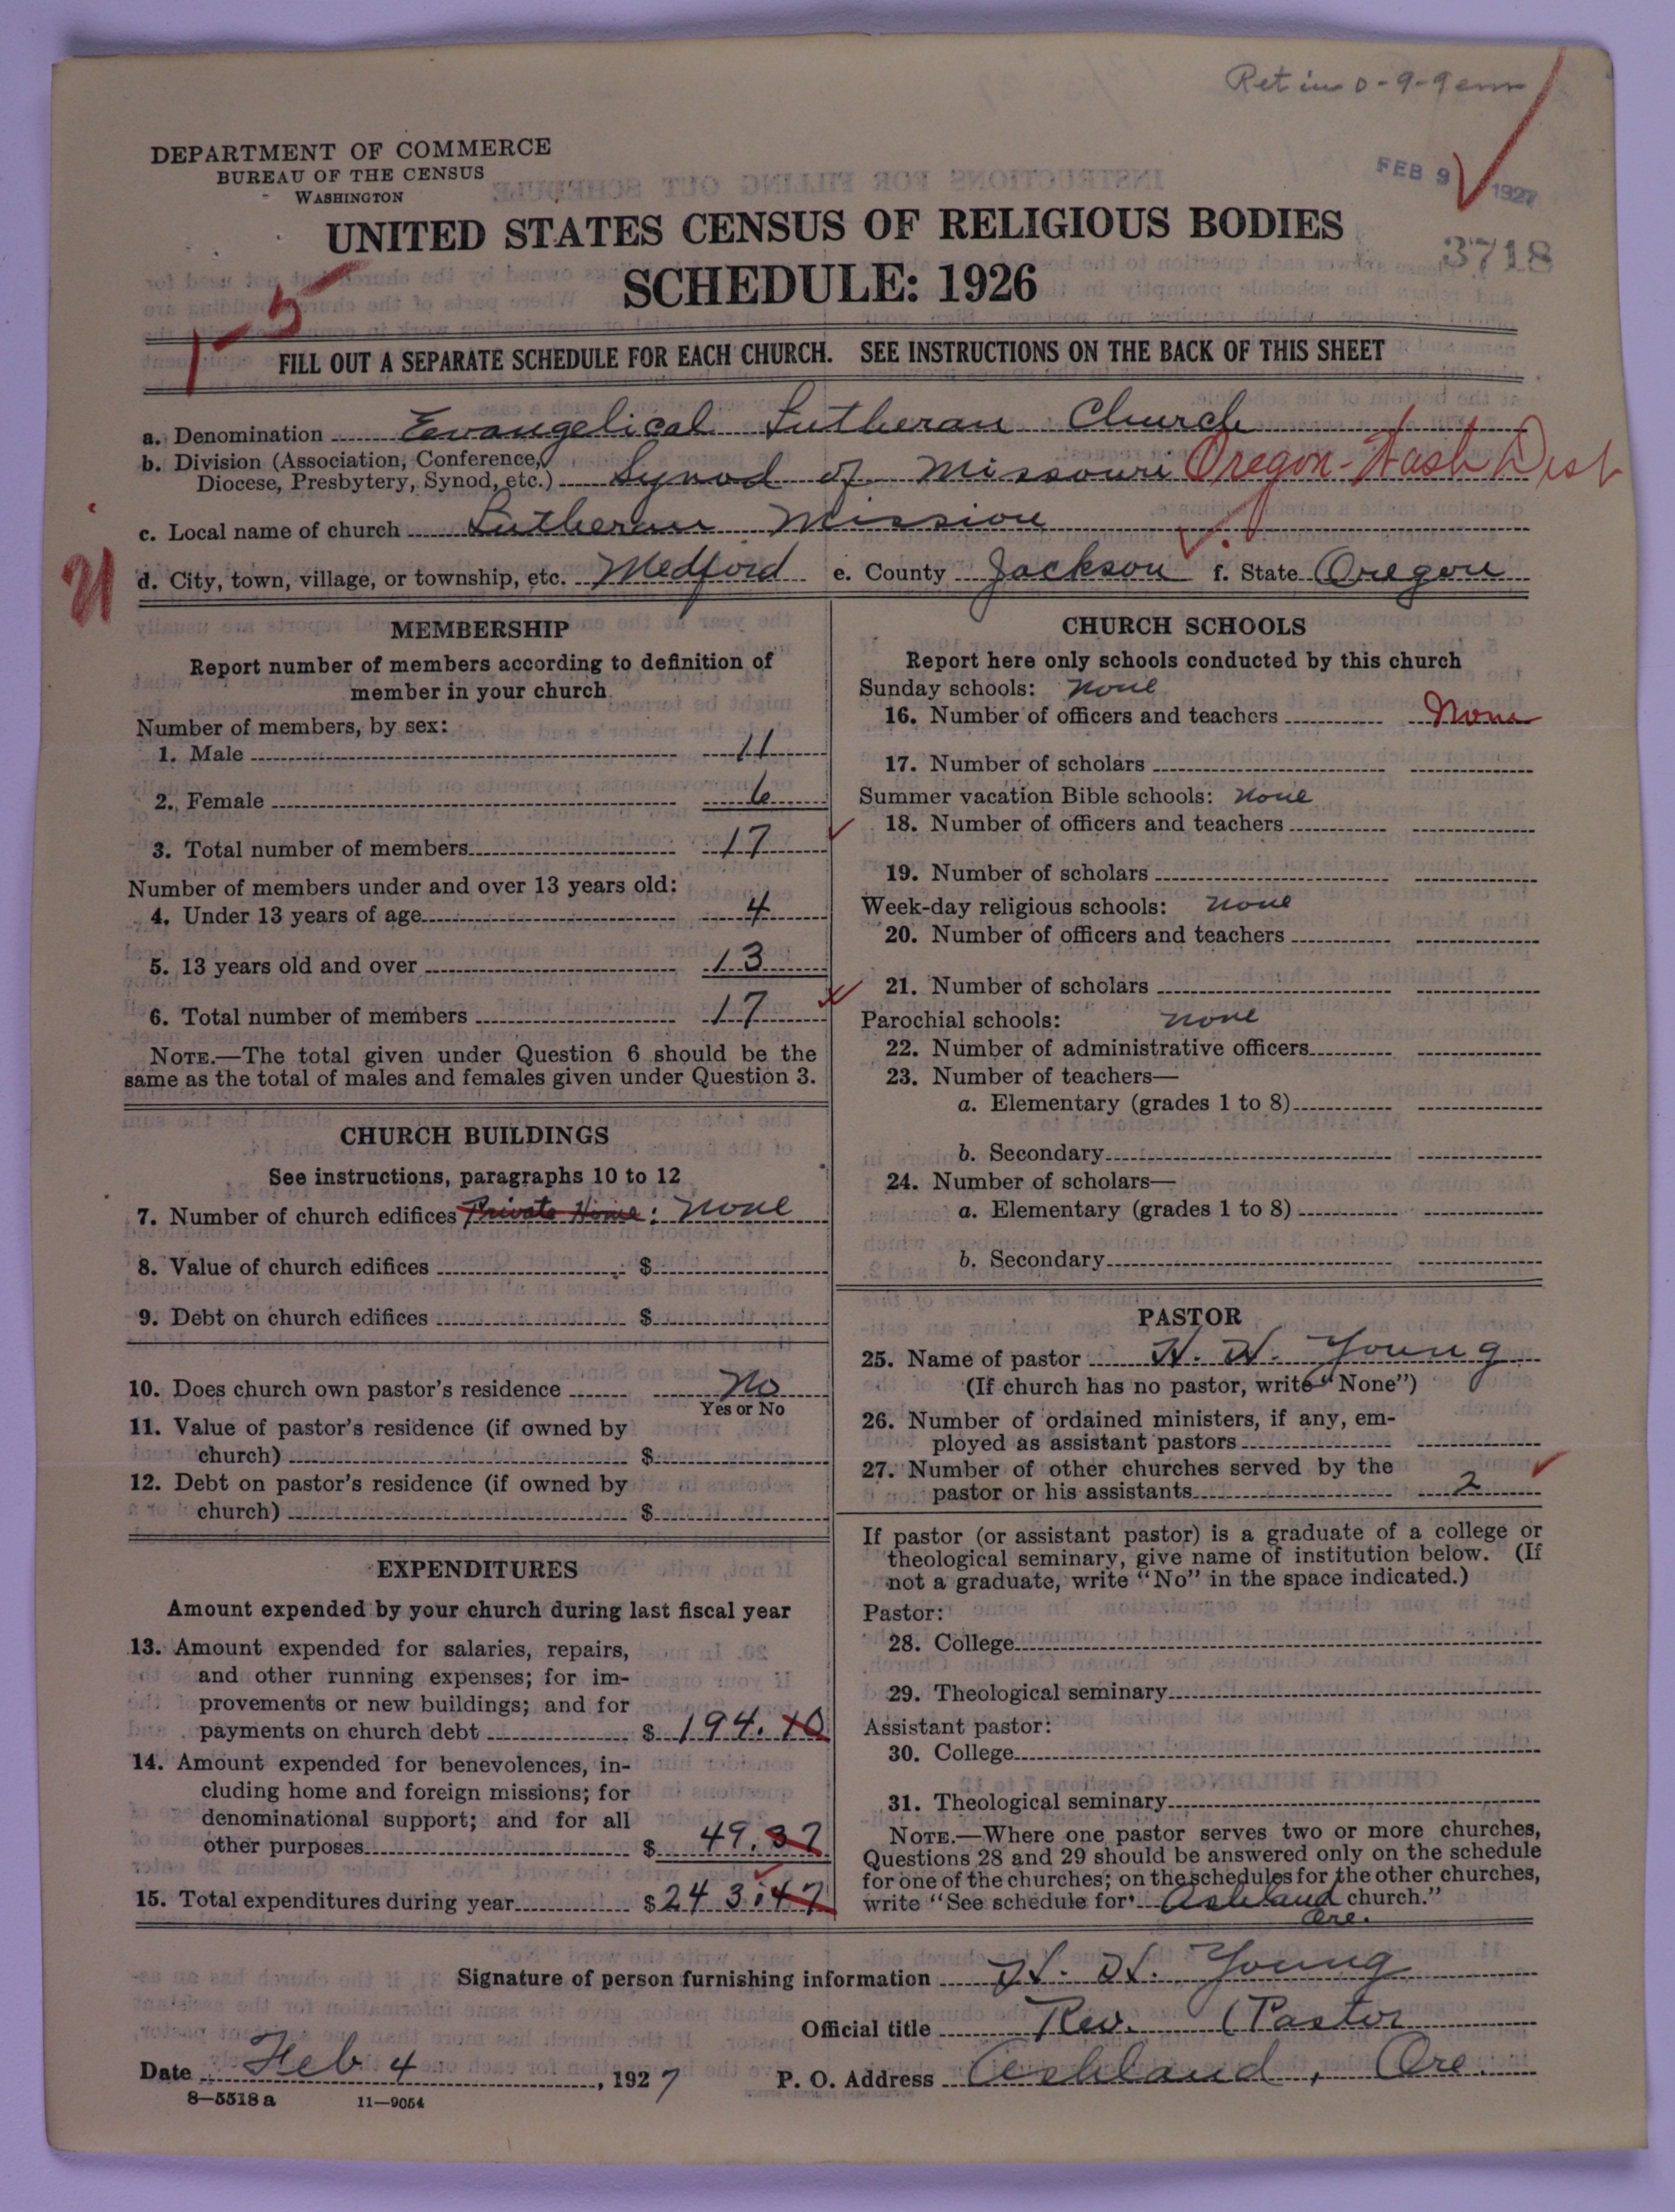 Ret in 0-9-9
DEPARTMENT OF COMMERCE
BUREAU OF THE CENSUS
WASHINGTON
FEB 9 1927
UNITED STATES CENSUS OF RELIGIOUS BODIES
3718
SCHEDULE: 1926
1-5
FILL OUT A SEPARATE SCHEDULE FOR EACH CHURCH. SEE INSTRUCTIONS ON THE BACK OF THIS SHEET
a. Denomination Evangelical Lutheran Church
b. Division (Association, Conference,
Diocese, Presbytery, Synod, etc.) Synod of Missouri Oregon-Wash Dist
c. Local name of church Lutheran Mission
d. City, town, village, or township, etc. Medford e. County Jackson f. State Oregon
MEMBERSHIP
Report number of members according to definition of
member in your church
Number of members, by sex:
1. Male 11
2. Female 6
3. Total number of members 17
Number of members under and over 13 years old:
4. Under 13 years of age 4
5. 13 years old and over 13
6. Total number of members 17
NOTE.—The total given under Question 6 should be the
same as the total of males and females given under Question 3.
CHURCH BUILDINGS
See instructions, paragraphs 10 to 12
7. Number of church edifices Private Home: none
8. Value of church edifices $
9. Debt on church edifices $
10. Does church own pastor's residence No
Yes or No
11. Value of pastor's residence (if owned by
church) $
12. Debt on pastor's residence (if owned by
church) $
EXPENDITURES
Amount expended by your church during last fiscal year
13. Amount expended for salaries, repairs,
and other running expenses; for im-
provements or new buildings; and for
payments on church debt $ 194.10
14. Amount expended for benevolences, in-
cluding home and foreign missions; for
denominational support; and for all
other purposes $ 49.37
15. Total expenditures during year $ 243.47
CHURCH SCHOOLS
Report here only schools conducted by this church
Sunday schools: none
16. Number of officers and teachers None
17. Number of scholars
Summer vacation Bible schools: none
18. Number of officers and teachers
19. Number of scholars
Week-day religious schools: none
20. Number of officers and teachers
21. Number of scholars
Parochial schools: none
22. Number of administrative officers
23. Number of teachers—
a. Elementary (grades 1 to 8)
b. Secondary
24. Number of scholars—
a. Elementary (grades 1 to 8)
b. Secondary
PASTOR
25. Name of pastor H. H. Young
(If church has no pastor, write "None")
26. Number of ordained ministers, if any, em-
ployed as assistant pastors
27. Number of other churches served by the
pastor or his assistants 2
If pastor (or assistant pastor) is a graduate of a college or
theological seminary, give name of institution below. (If
not a graduate, write "No" in the space indicated.)
Pastor:
28. College
29. Theological seminary
Assistant pastor:
30. College
31. Theological seminary
NOTE.—Where one pastor serves two or more churches,
Questions 28 and 29 should be answered only on the schedule
for one of the churches; on the schedules for the other churches,
write "See schedule for Ashland church."
Ore.
Signature of person furnishing information H. H. Young
Official title Rev. (Pastor
Date Feb 4, 1927 P. O. Address Ashland, Ore.
8—5518 a 11—9054